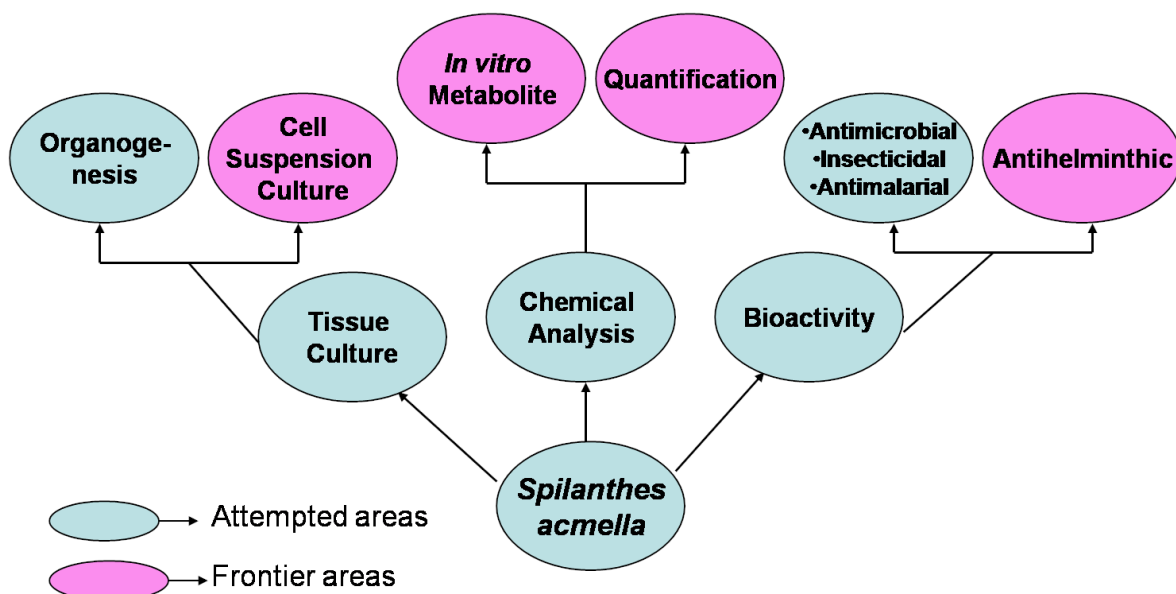 In vitro
Metabolite
Quantification
Organoge-
nesis
Cell
Suspension
Culture
•Antimicrobial
•Insecticidal
•Antimalarial
Antihelminthic
Tissue
Culture
Chemical
Analysis
Bioactivity
Spilanthes
acmella
Attempted areas
Frontier areas